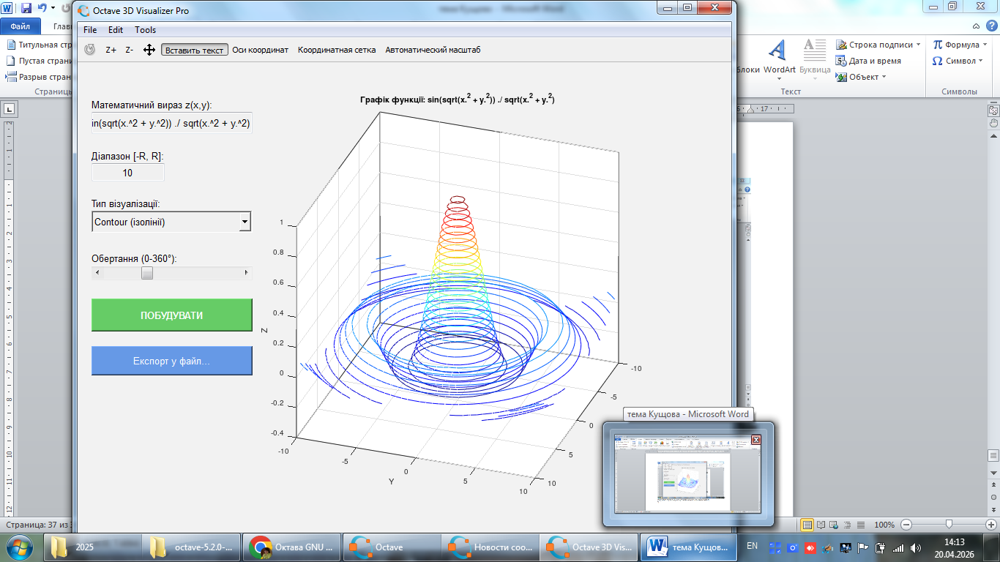 Octave 3D Visualizer Pro
Файл
File Edit Tools
Z+ Z- Вставить текст Оси координат Координатная сетка Автоматический масштаб
Титульная стр
Пустая страни
Разрыв стран
Страницы
WordArt
Буквица
Строка подписи
Дата и время
Объект
Текст
Формула
Символ
Символы
Математичний вираз z(x,y):
in(sqrt(x.^2 + y.^2)) ./ sqrt(x.^2 + y.^2)
Діапазон [-R, R]:
10
Тип візуалізації:
Contour (ізолінії)
Обертання (0-360°):
ПОБУДУВАТИ
Експорт у файл...
Графік функції: sin(sqrt(x.2 + y.2)) ./ sqrt(x.2 + y.2)
1
0.8
0.6
0.4
0.2
0
-0.2
-0.4
Z
-10
-5
0
5
10
Y
-10
-5
0
5
10
тема Кущова - Microsoft Word
Страница: 37 из
100%
2025
octave-5.2.0-...
Октава GNU ...
Octave
Новости соо...
Octave 3D Vis...
тема Кущов...
EN
14:13
20.04.2026